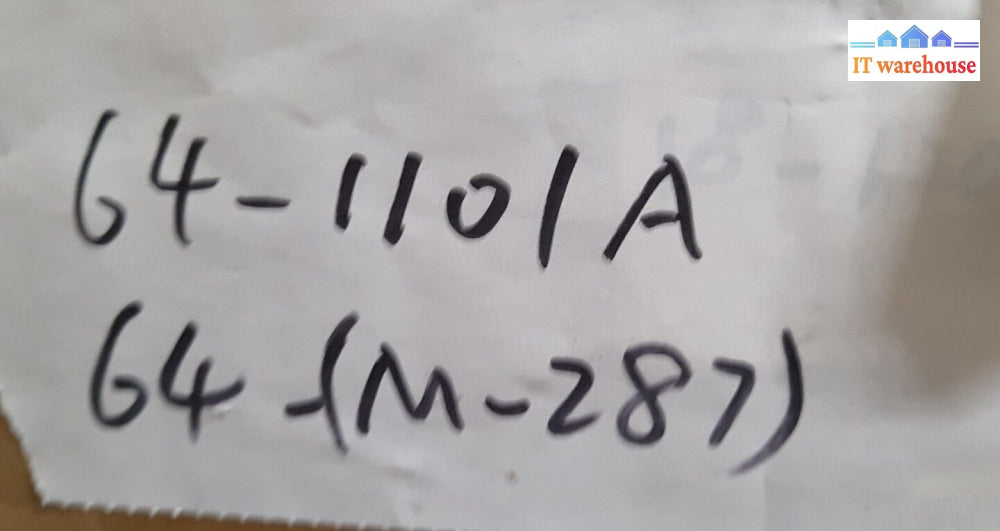 IT warehouse
64-1101A
64-(M-287)